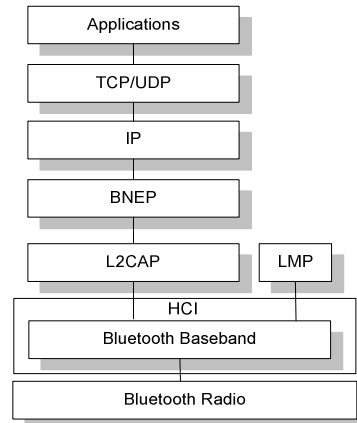 Applications
TCP/UDP
IP
BNEP
L2CAP
LMP
HCI
Bluetooth Baseband
Bluetooth Radio